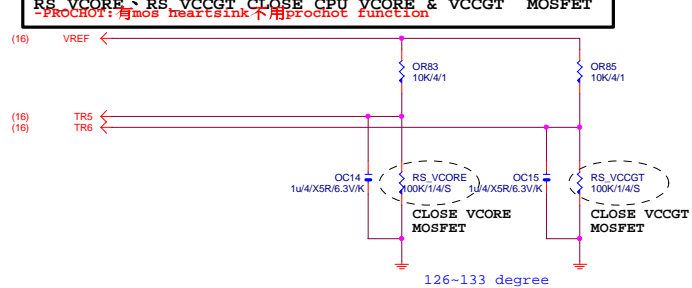 RS_VCORE、RS_VCCGT CLOSE CPU VCORE & VCCGT MOSFET
-PROCHOT:有mos heartsink不用prochot function
(16) VREF
OR83
10K/4/1
OR85
10K/4/1
(16) TR5
(16) TR6
OC14
1u/4/X5R/6.3V/K
RS_VCORE
100K/1/4/S
OC15
1u/4/X5R/6.3V/K
RS_VCCGT
100K/1/4/S
CLOSE VCORE
MOSFET
CLOSE VCCGT
MOSFET
126~133 degree